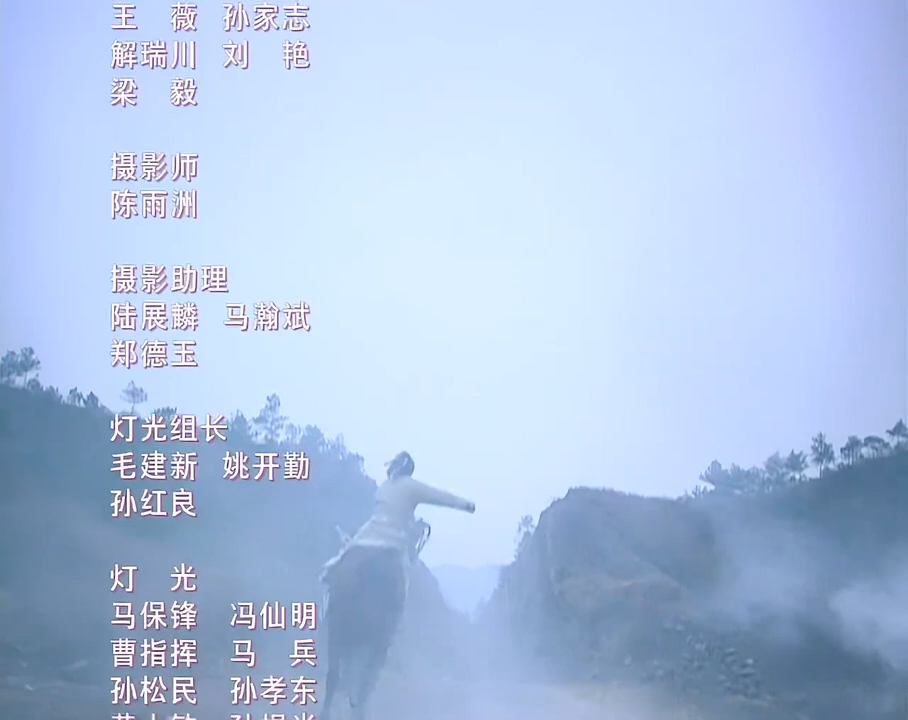 王　薇　孙家志
解瑞川　刘　艳
梁　毅
摄影师
陈雨洲
摄影助理
陆展麟　马瀚斌
郑德玉
灯光组长
毛建新　姚开勤
孙红良
灯　光
马保锋　冯仙明
曹指挥　马　兵
孙松民　孙孝东